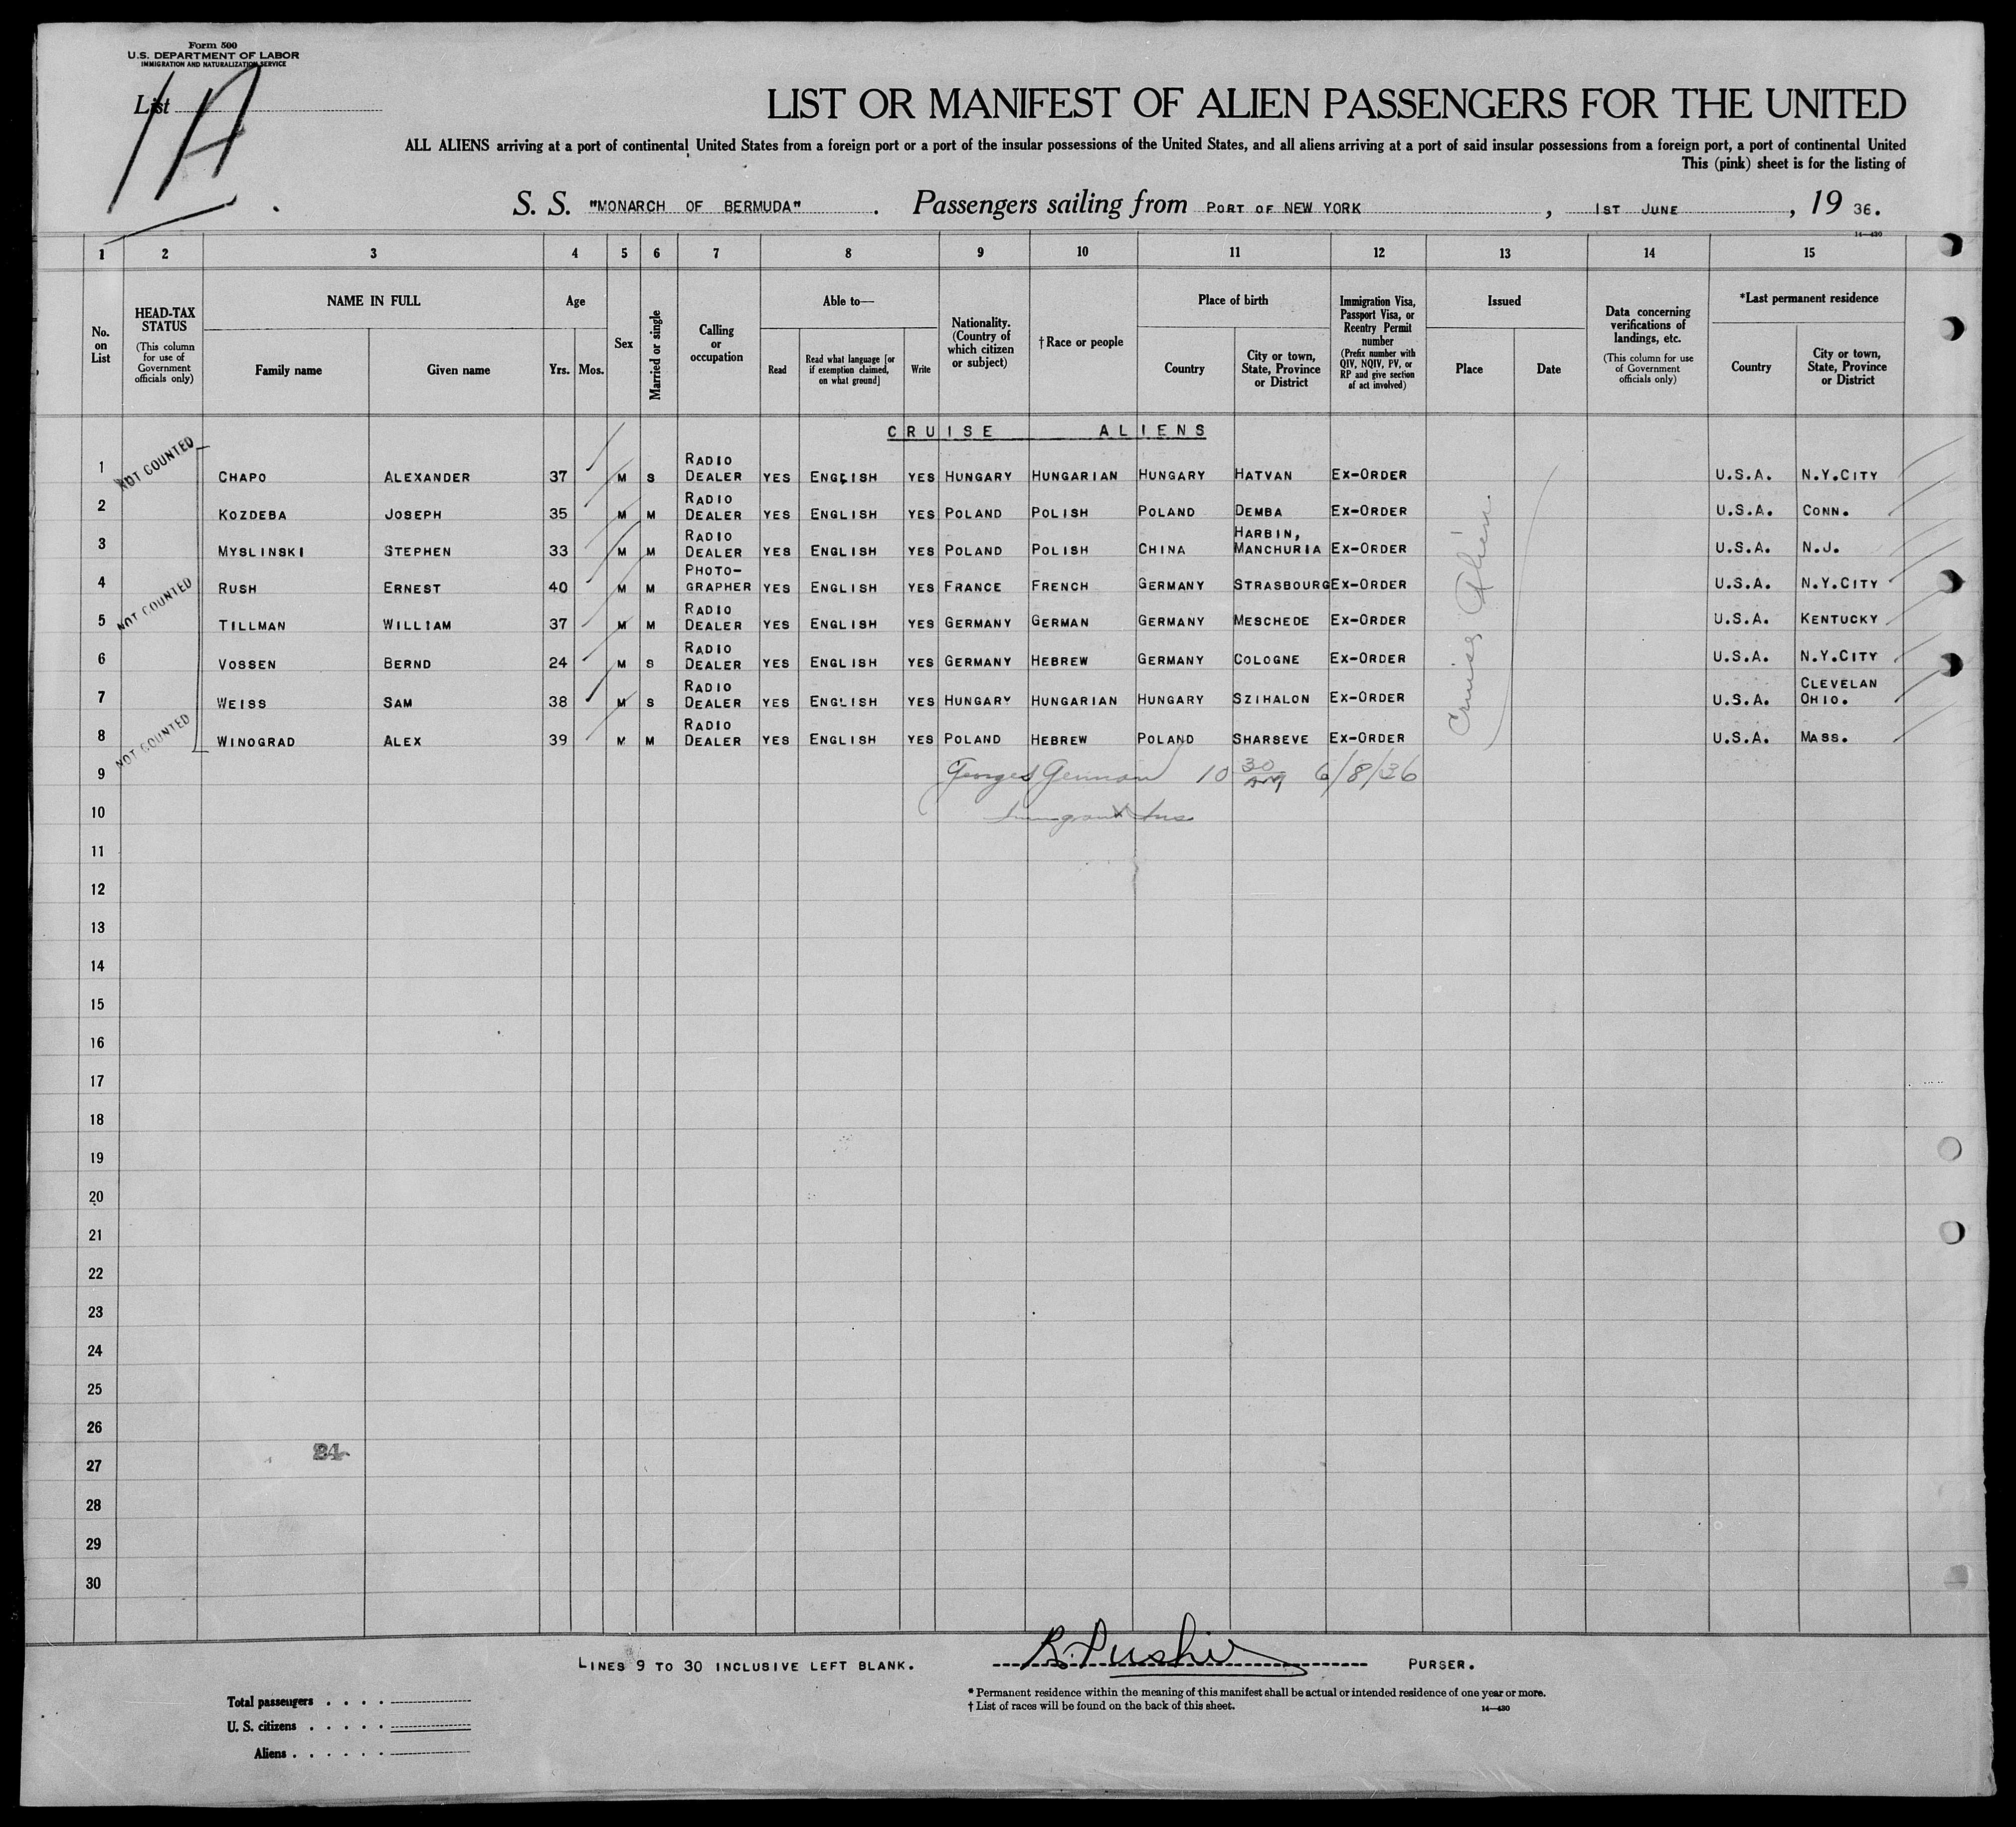 Form 500
U.S. DEPARTMENT OF LABOR
IMMIGRATION AND NATURALIZATION SERVICE
List 1A
LIST OR MANIFEST OF ALIEN PASSENGERS FOR THE UNITED
ALL ALIENS arriving at a port of continental United States from a foreign port or a port of the insular possessions of the United States, and all aliens arriving at a port of said insular possessions from a foreign port, a port of continental United
This (pink) sheet is for the listing of
S. S. "MONARCH OF BERMUDA" . Passengers sailing from PORT OF NEW YORK , 1ST JUNE , 19 36.
14—430
1 2 3 4 5 6 7 8 9 10 11 12 13 14 15
No. on List
HEAD-TAX STATUS (This column for use of Government officials only)
NAME IN FULL
Family name Given name
Age
Yrs. Mos.
Sex
Married or single
Calling or occupation
Able to—
Read
Read what language [or if exemption claimed, on what ground]
Write
Nationality. (Country of which citizen or subject)
†Race or people
Place of birth
Country
City or town, State, Province or District
Immigration Visa, Passport Visa, or Reentry Permit number (Prefix number with QIV, NQIV, PV, or RP and give section of act involved)
Issued
Place Date
Data concerning verifications of landings, etc. (This column for use of Government officials only)
*Last permanent residence
Country
City or town, State, Province or District
CRUISE ALIENS
NOT COUNTED
1 CHAPO ALEXANDER 37 M S RADIO DEALER YES ENGLISH YES HUNGARY HUNGARIAN HUNGARY HATVAN EX-ORDER U.S.A. N.Y.CITY
2 KOZDEBA JOSEPH 35 M M RADIO DEALER YES ENGLISH YES POLAND POLISH POLAND DEMBA EX-ORDER U.S.A. CONN.
3 MYSLINSKI STEPHEN 33 M M RADIO DEALER YES ENGLISH YES POLAND POLISH CHINA HARBIN, MANCHURIA EX-ORDER U.S.A. N.J.
NOT COUNTED
4 RUSH ERNEST 40 M M PHOTO-GRAPHER YES ENGLISH YES FRANCE FRENCH GERMANY STRASBOURG EX-ORDER U.S.A. N.Y.CITY
5 TILLMAN WILLIAM 37 M M RADIO DEALER YES ENGLISH YES GERMANY GERMAN GERMANY MESCHEDE EX-ORDER U.S.A. KENTUCKY
6 VOSSEN BERND 24 M S RADIO DEALER YES ENGLISH YES GERMANY HEBREW GERMANY COLOGNE EX-ORDER U.S.A. N.Y.CITY
7 WEISS SAM 38 M S RADIO DEALER YES ENGLISH YES HUNGARY HUNGARIAN HUNGARY SZIHALON EX-ORDER U.S.A. CLEVELAN OHIO.
NOT COUNTED
8 WINOGRAD ALEX 39 M M RADIO DEALER YES ENGLISH YES POLAND HEBREW POLAND SHARSEVE EX-ORDER U.S.A. MASS.
Cruise Alien
9 10 30 AM 6/8/36
10
11
12
13
14
15
16
17
18
19
20
21
22
23
24
25
26
84
27
28
29
30
LINES 9 TO 30 INCLUSIVE LEFT BLANK.
PURSER.
Total passengers
U. S. citizens
Aliens
* Permanent residence within the meaning of this manifest shall be actual or intended residence of one year or more.
† List of races will be found on the back of this sheet.
14—430